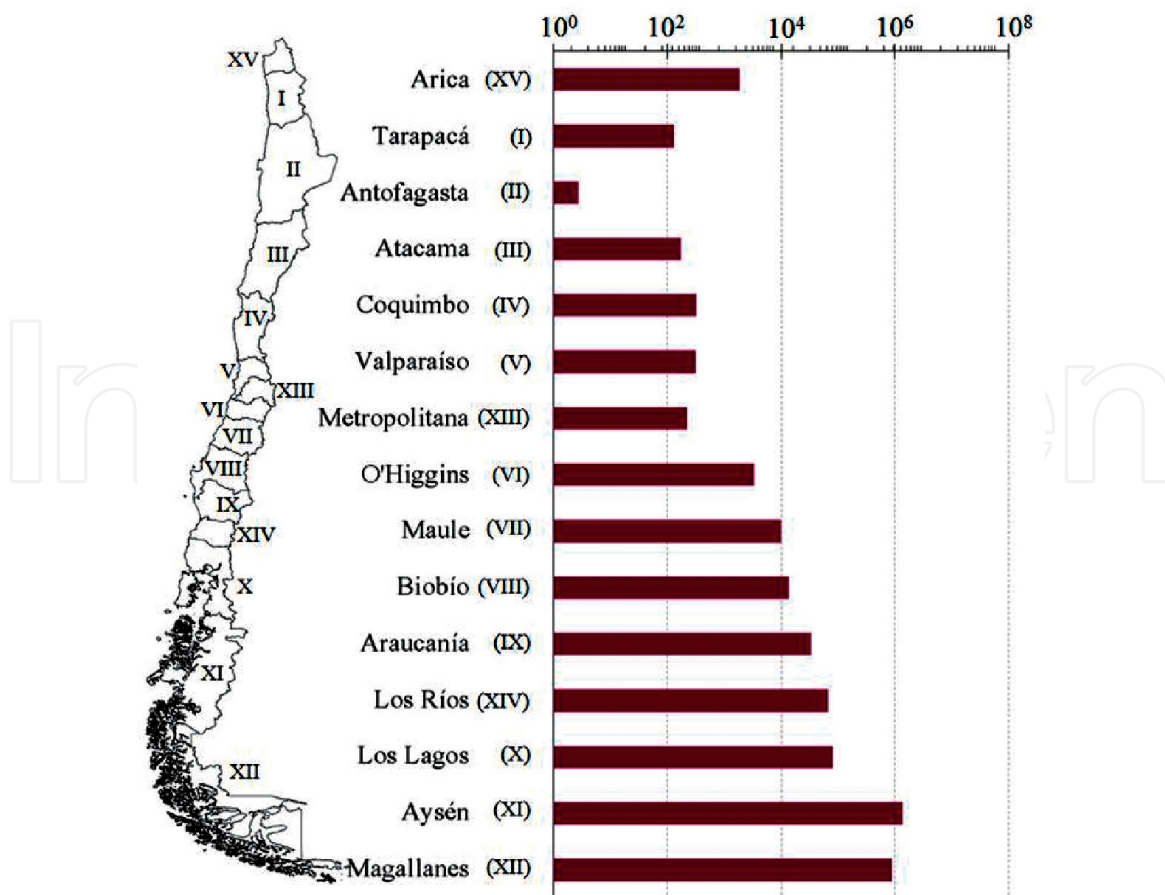 10⁰ 10² 10⁴ 10⁶ 10⁸
XV
I
II
III
IV
V
XIII
VI
VII
VIII
IX
XIV
X
XI
XII
Arica (XV)
Tarapacá (I)
Antofagasta (II)
Atacama (III)
Coquimbo (IV)
Valparaíso (V)
Metropolitana (XIII)
O'Higgins (VI)
Maule (VII)
Biobío (VIII)
Araucanía (IX)
Los Ríos (XIV)
Los Lagos (X)
Aysén (XI)
Magallanes (XII)